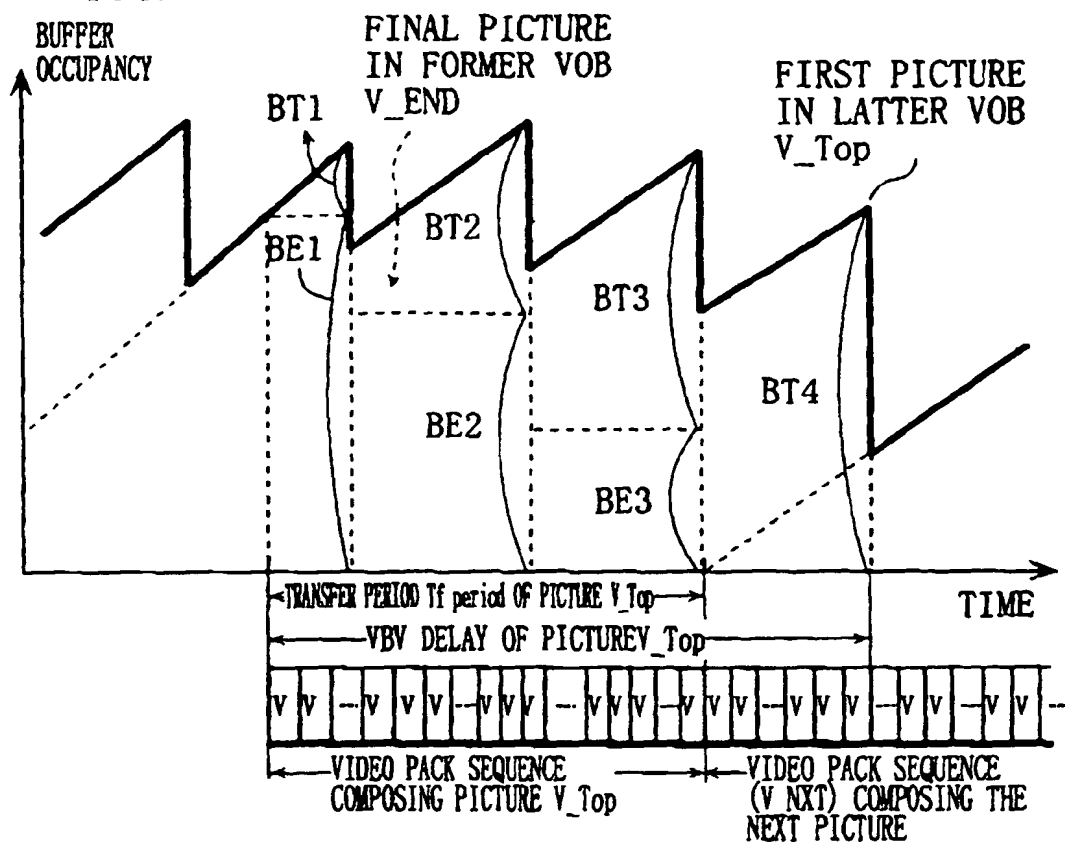 BUFFER
OCCUPANCY
FINAL PICTURE
IN FORMER VOB
V_END
FIRST PICTURE
IN LATTER VOB
V_Top
BT1
BE1
BT2
BT3
BT4
BE2
BE3
TRANSFER PERIOD Tf period OF PICTURE V_Top
TIME
VBV DELAY OF PICTUREV_Top
V V --- V V V --- V V V --- V V V --- V V V --- V V V --- V V --- V V ---
VIDEO PACK SEQUENCE
COMPOSING PICTURE V_Top
VIDEO PACK SEQUENCE
(V NXT) COMPOSING THE
NEXT PICTURE